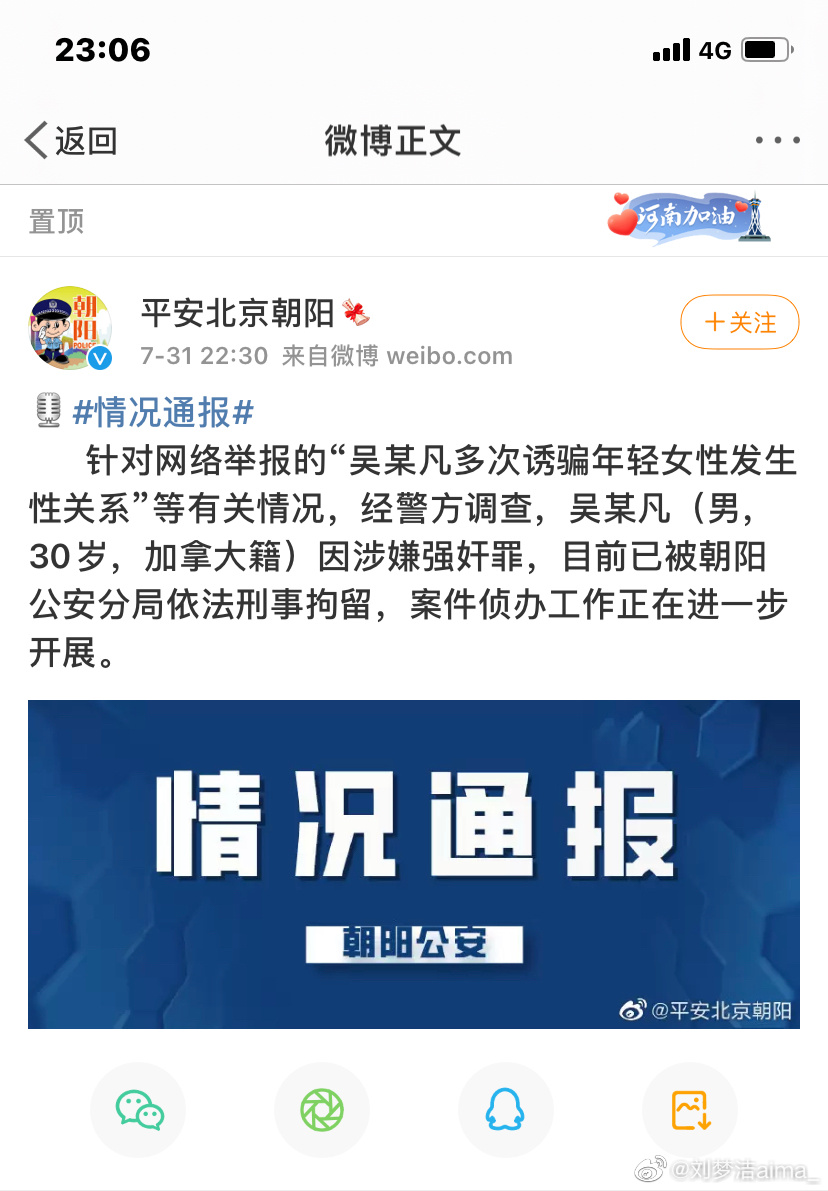 23:06
4G
返回
微博正文
置顶
河南加油
朝阳
POLICE
平安北京朝阳
+关注
7-31 22:30 来自微博 weibo.com
#情况通报#
针对网络举报的“吴某凡多次诱骗年轻女性发生
性关系”等有关情况，经警方调查，吴某凡（男，
30岁，加拿大籍）因涉嫌强奸罪，目前已被朝阳
公安分局依法刑事拘留，案件侦办工作正在进一步
开展。
情况通报
朝阳公安
@平安北京朝阳
@刘梦洁aima_